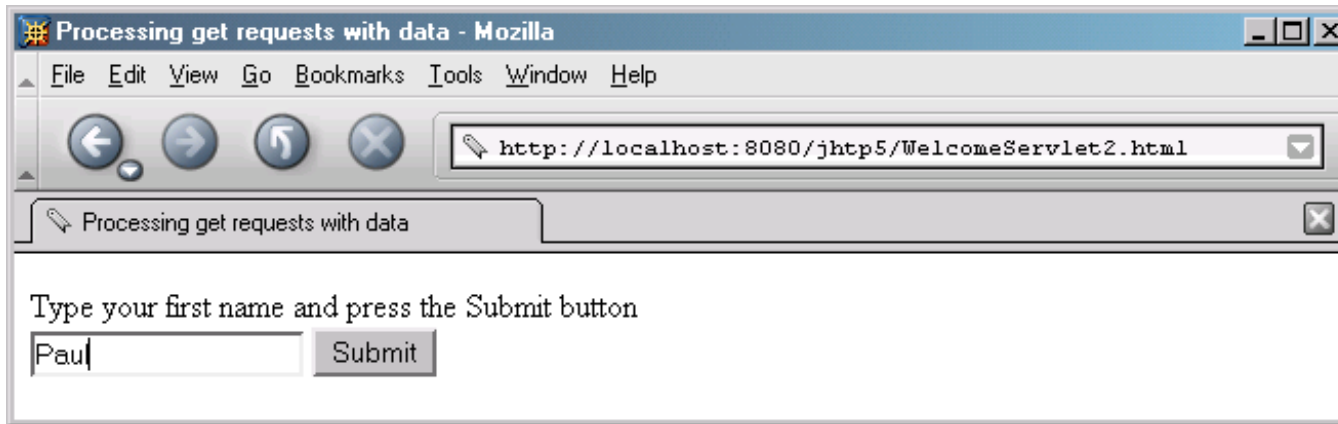 Processing get requests with data - Mozilla
File Edit View Go Bookmarks Tools Window Help
http://localhost:8080/jhtp5/WelcomeServlet2.html
Processing get requests with data
Type your first name and press the Submit button
Paul Submit